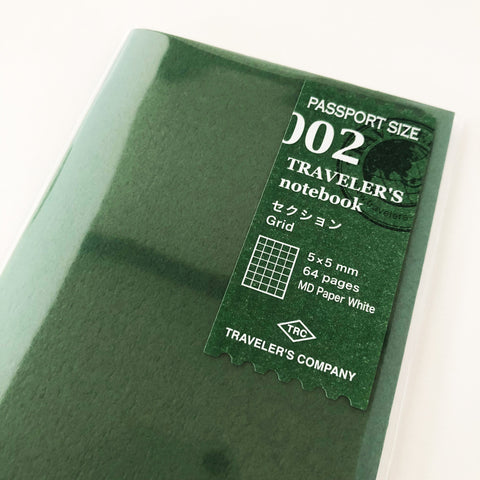 PASSPORT SIZE
002
TRAVELER'S
notebook
セクション
Grid
5×5 mm
64 pages
MD Paper White
TRC
TRAVELER'S COMPANY